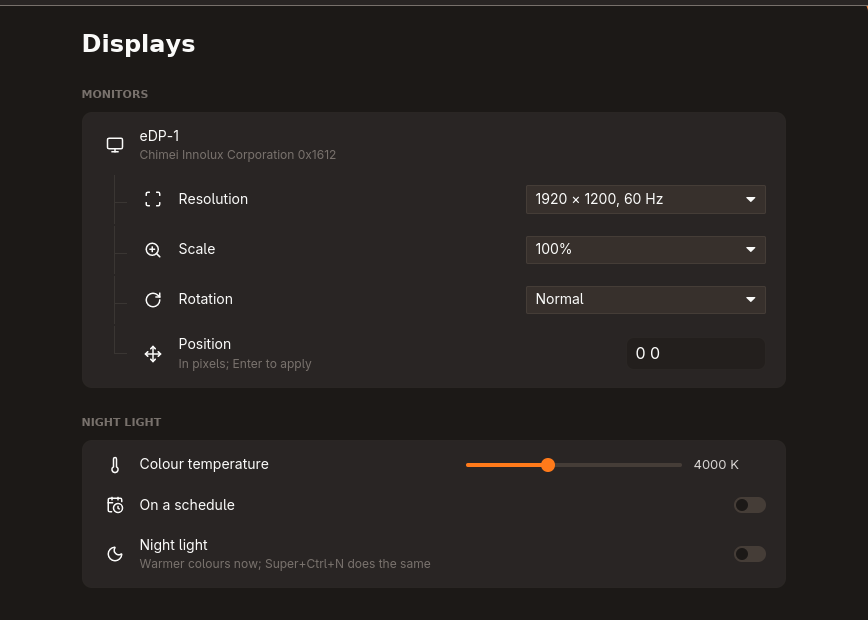 Displays
MONITORS
eDP-1
Chimei Innolux Corporation 0x1612
Resolution
1920 × 1200, 60 Hz
Scale
100%
Rotation
Normal
Position
In pixels; Enter to apply
0 0
NIGHT LIGHT
Colour temperature
4000 K
On a schedule
Night light
Warmer colours now; Super+Ctrl+N does the same